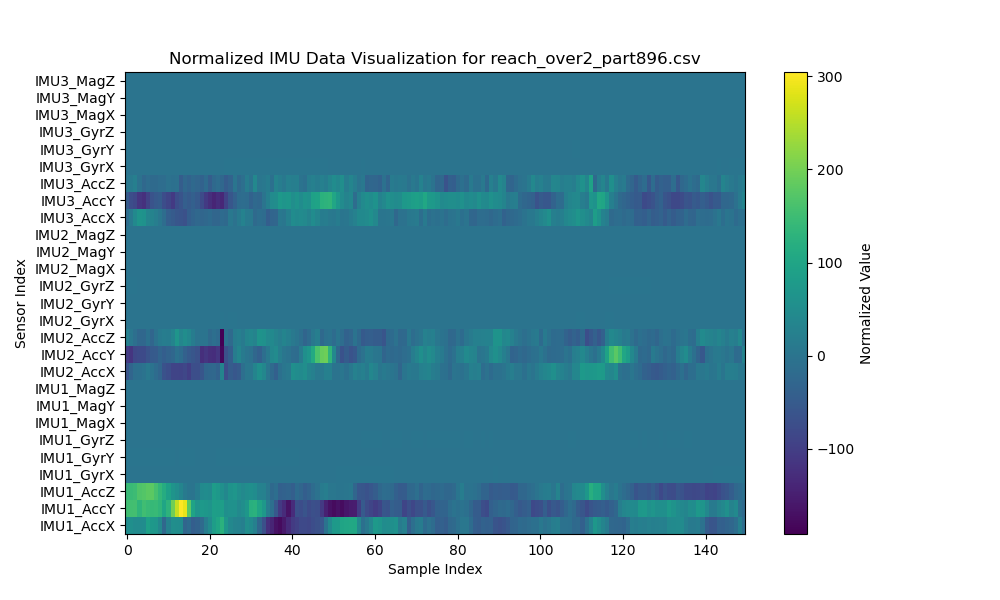 Normalized IMU Data Visualization for reach_over2_part896.csv
IMU3_MagZ
IMU3_MagY
IMU3_MagX
IMU3_GyrZ
IMU3_GyrY
IMU3_GyrX
IMU3_AccZ
IMU3_AccY
IMU3_AccX
IMU2_MagZ
IMU2_MagY
IMU2_MagX
IMU2_GyrZ
IMU2_GyrY
IMU2_GyrX
IMU2_AccZ
IMU2_AccY
IMU2_AccX
IMU1_MagZ
IMU1_MagY
IMU1_MagX
IMU1_GyrZ
IMU1_GyrY
IMU1_GyrX
IMU1_AccZ
IMU1_AccY
IMU1_AccX
Sensor Index
0 20 40 60 80 100 120 140
Sample Index
300
200
100
0
−100
Normalized Value